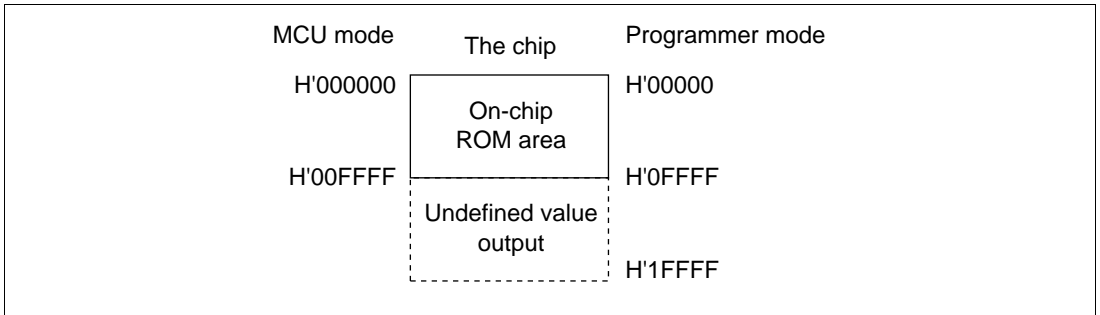 MCU mode
The chip
Programmer mode
H'000000
H'00000
On-chip
ROM area
H'00FFFF
H'0FFFF
Undefined value
output
H'1FFFF